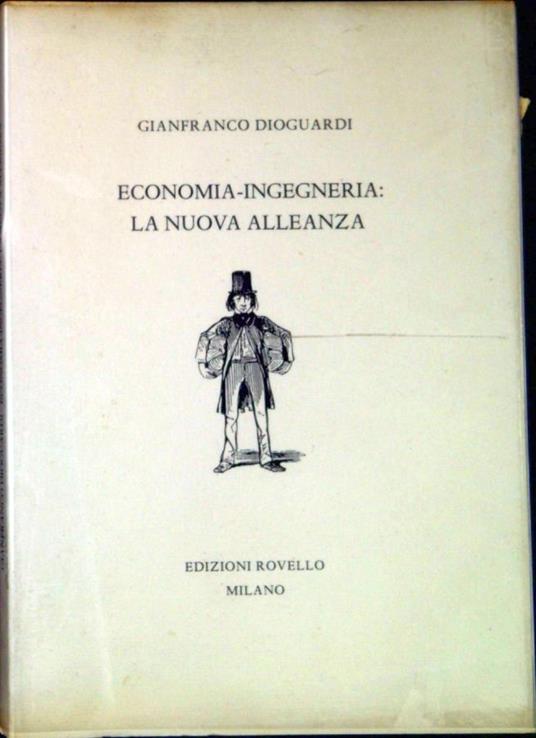 GIANFRANCO DIOGUARDI
ECONOMIA-INGEGNERIA:
LA NUOVA ALLEANZA
EDIZIONI ROVELLO
MILANO